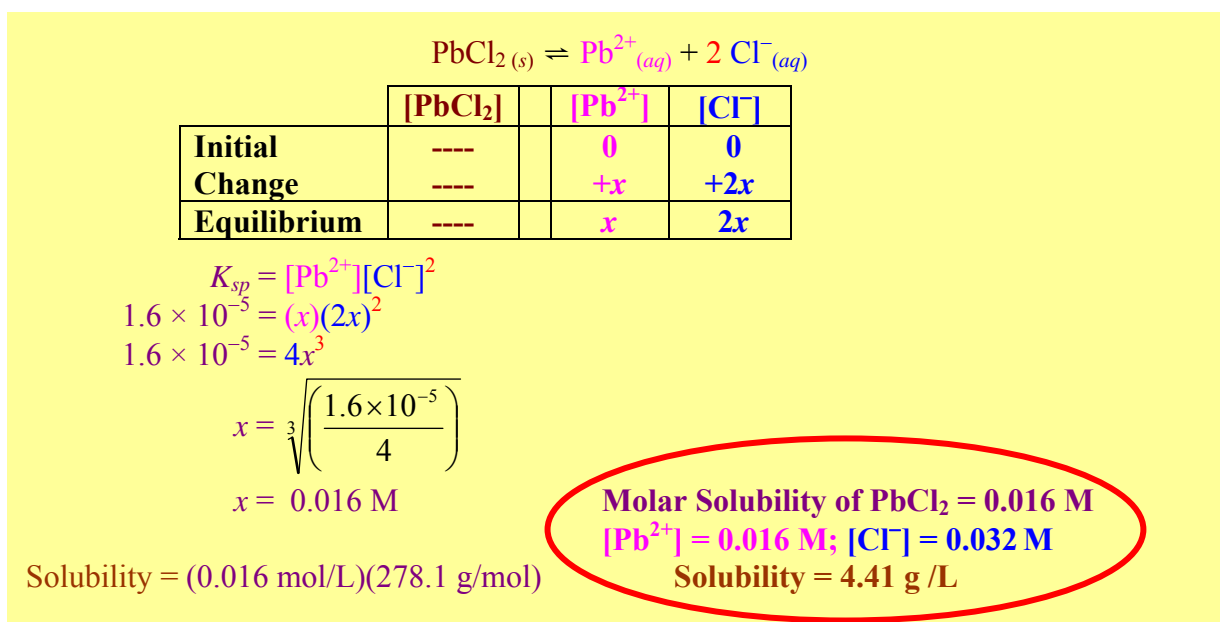 PbCl₂ (s) ⇌ Pb²⁺(aq) + 2 Cl⁻(aq)
[PbCl₂] [Pb²⁺] [Cl⁻]
Initial ---- 0 0
Change ---- +x +2x
Equilibrium ---- x 2x
Ksp = [Pb²⁺][Cl⁻]²
1.6 × 10⁻⁵ = (x)(2x)²
1.6 × 10⁻⁵ = 4x³
x = ∛(1.6×10⁻⁵ / 4)
x = 0.016 M Molar Solubility of PbCl₂ = 0.016 M
[Pb²⁺] = 0.016 M; [Cl⁻] = 0.032 M
Solubility = (0.016 mol/L)(278.1 g/mol) Solubility = 4.41 g /L